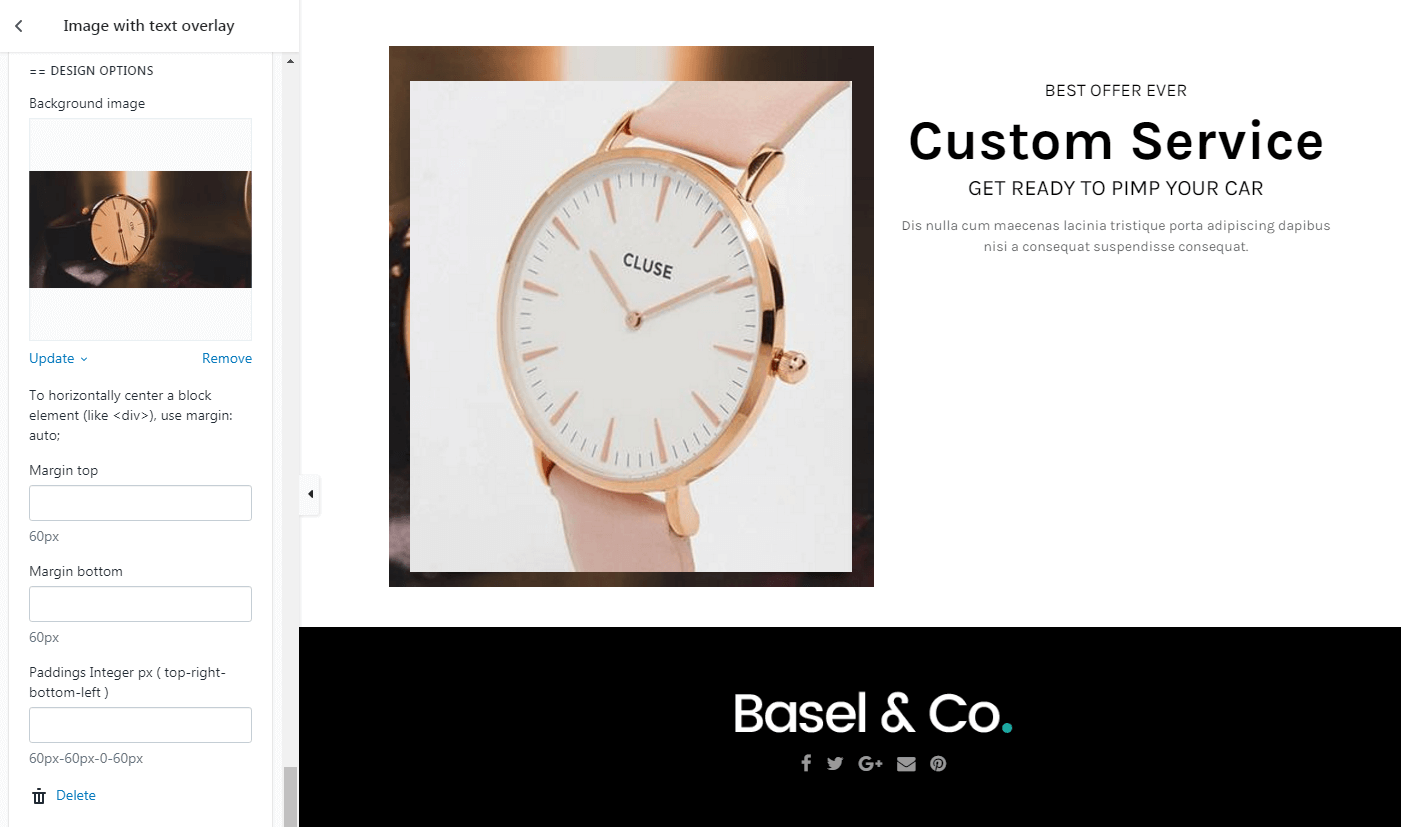 Image with text overlay
== DESIGN OPTIONS
Background image
Update
Remove
To horizontally center a block
element (like <div>), use margin:
auto;
Margin top
60px
Margin bottom
60px
Paddings Integer px ( top-right-
bottom-left )
60px-60px-0-60px
Delete
CLUSE
BEST OFFER EVER
Custom Service
GET READY TO PIMP YOUR CAR
Dis nulla cum maecenas lacinia tristique porta adipiscing dapibus
nisi a consequat suspendisse consequat.
Basel & Co.